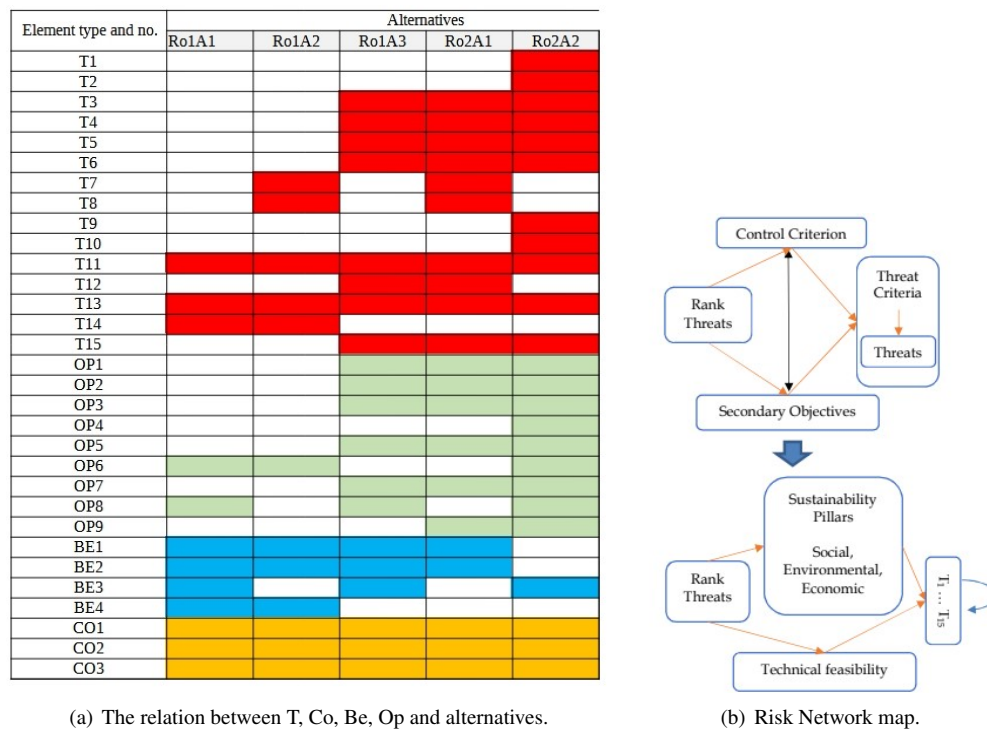 Element type and no.
Alternatives
Ro1A1 Ro1A2 Ro1A3 Ro2A1 Ro2A2
T1
T2
T3
T4
T5
T6
T7
T8
T9
T10
T11
T12
T13
T14
T15
OP1
OP2
OP3
OP4
OP5
OP6
OP7
OP8
OP9
BE1
BE2
BE3
BE4
CO1
CO2
CO3
(a) The relation between T, Co, Be, Op and alternatives.
Control Criterion
Rank
Threats
Threat
Criteria
Threats
Secondary Objectives
Sustainability
Pillars
Social,
Environmental,
Economic
Rank
Threats
T1 … T15
Technical feasibility
(b) Risk Network map.